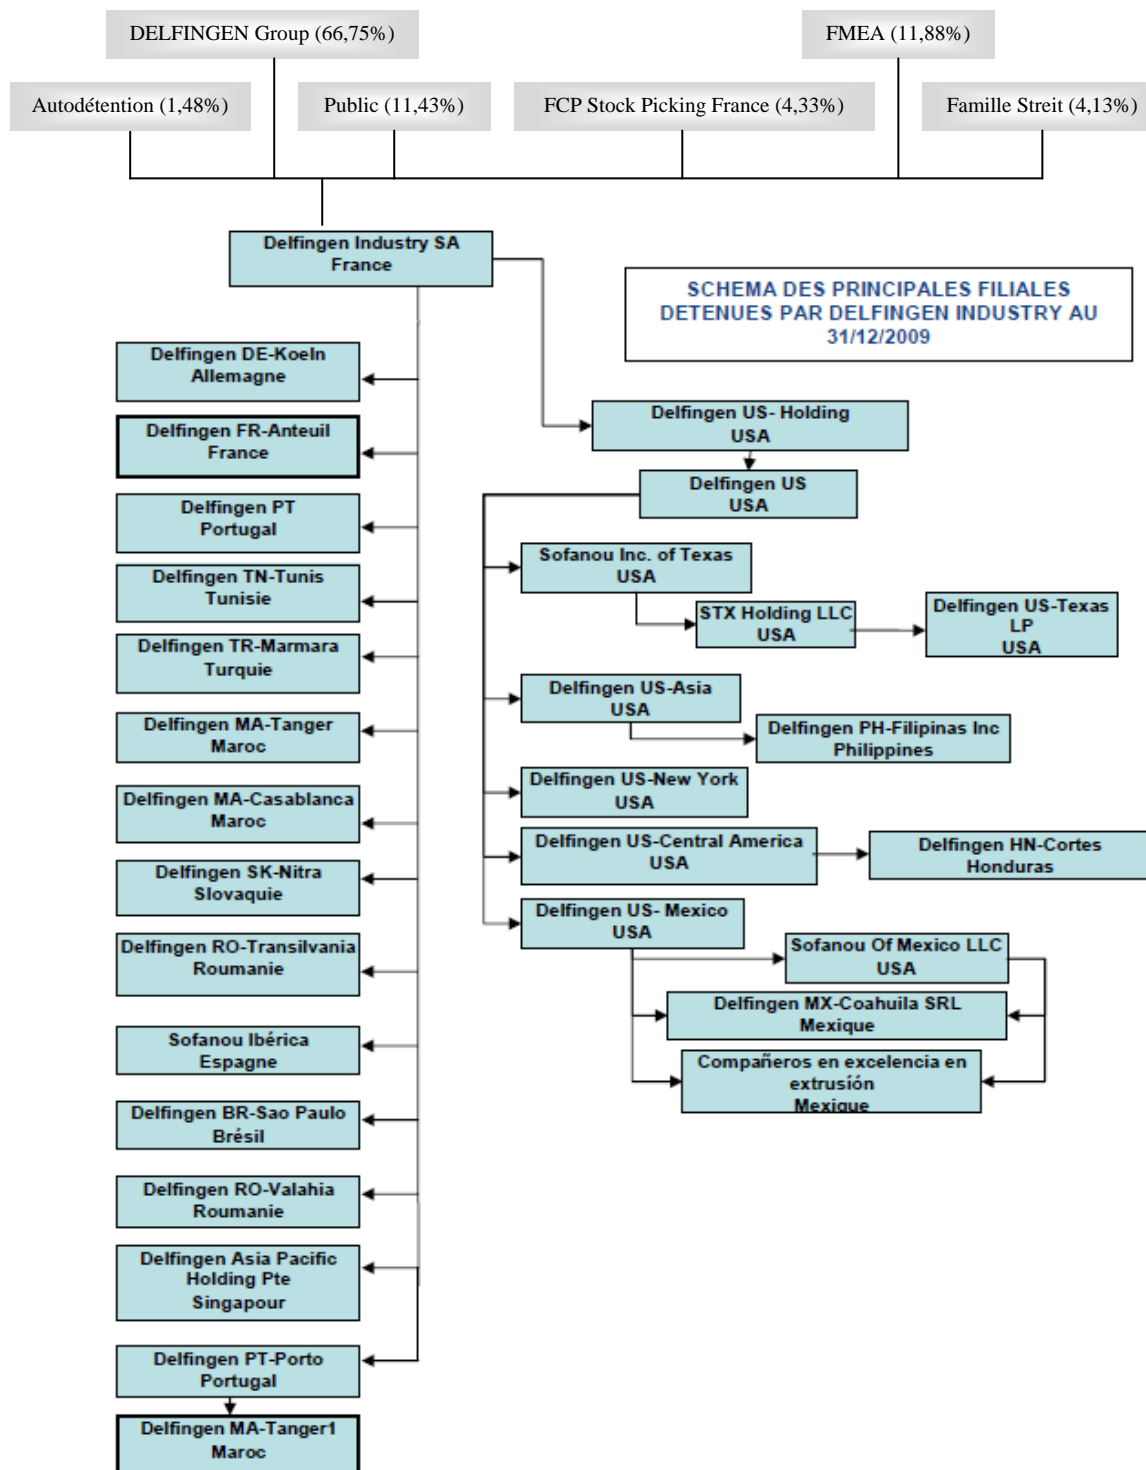 DELFINGEN Group (66,75%)
FMEA (11,88%)
Autodétention (1,48%)
Public (11,43%)
FCP Stock Picking France (4,33%)
Famille Streit (4,13%)
Delfingen Industry SA
France
SCHEMA DES PRINCIPALES FILIALES
DETENUES PAR DELFINGEN INDUSTRY AU
31/12/2009
Delfingen DE-Koeln
Allemagne
Delfingen FR-Anteuil
France
Delfingen PT
Portugal
Delfingen TN-Tunis
Tunisie
Delfingen TR-Marmara
Turquie
Delfingen MA-Tanger
Maroc
Delfingen MA-Casablanca
Maroc
Delfingen SK-Nitra
Slovaquie
Delfingen RO-Transilvania
Roumanie
Sofanou Ibérica
Espagne
Delfingen BR-Sao Paulo
Brésil
Delfingen RO-Valahia
Roumanie
Delfingen Asia Pacific
Holding Pte
Singapour
Delfingen PT-Porto
Portugal
Delfingen MA-Tanger1
Maroc
Delfingen US- Holding
USA
Delfingen US
USA
Sofanou Inc. of Texas
USA
STX Holding LLC
USA
Delfingen US-Texas
LP
USA
Delfingen US-Asia
USA
Delfingen PH-Filipinas Inc
Philippines
Delfingen US-New York
USA
Delfingen US-Central America
USA
Delfingen HN-Cortes
Honduras
Delfingen US- Mexico
USA
Sofanou Of Mexico LLC
USA
Delfingen MX-Coahuila SRL
Mexique
Compañeros en excelencia en
extrusíón
Mexique